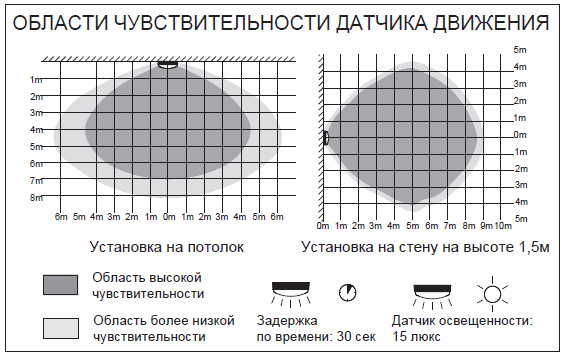 ОБЛАСТИ ЧУВСТВИТЕЛЬНОСТИ ДАТЧИКА ДВИЖЕНИЯ
1m
2m
3m
4m
5m
6m
7m
8m
6m 5m 4m 3m 2m 1m 0m 1m 2m 3m 4m 5m 6m
Установка на потолок
5m
4m
3m
2m
1m
0m
1m
2m
3m
4m
5m
0m 1m 2m 3m 4m 5m 6m 7m 8m 9m 10m
Установка на стену на высоте 1,5м
Область высокой
чувствительности
Область более низкой
чувствительности
Задержка
по времени: 30 сек
Датчик освещенности:
15 люкс